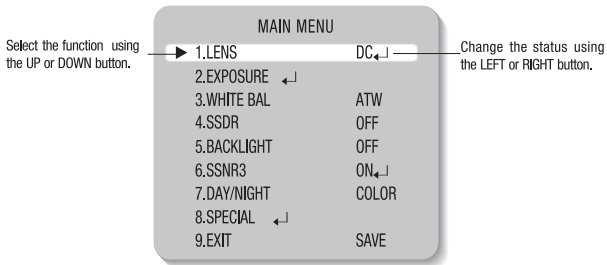 MAIN MENU
Select the function using
the UP or DOWN button.
1.LENS DC↵
Change the status using
the LEFT or RIGHT button.
2.EXPOSURE ↵
3.WHITE BAL ATW
4.SSDR OFF
5.BACKLIGHT OFF
6.SSNR3 ON↵
7.DAY/NIGHT COLOR
8.SPECIAL ↵
9.EXIT SAVE